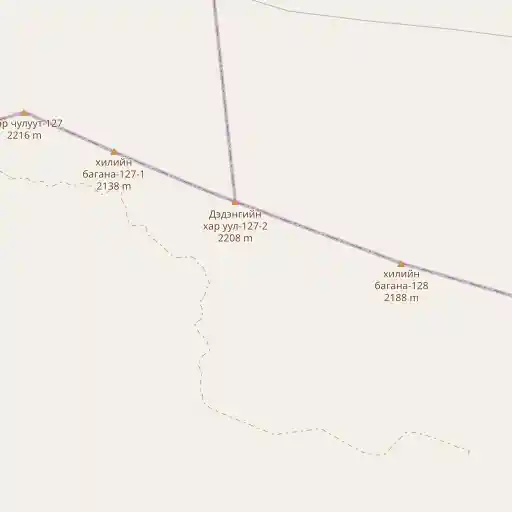 чулуут-127
2216 m
хилийн
багана-127-1
2138 m
Дэдэнгийн
хар уул-127-2
2208 m
хилийн
багана-128
2188 m